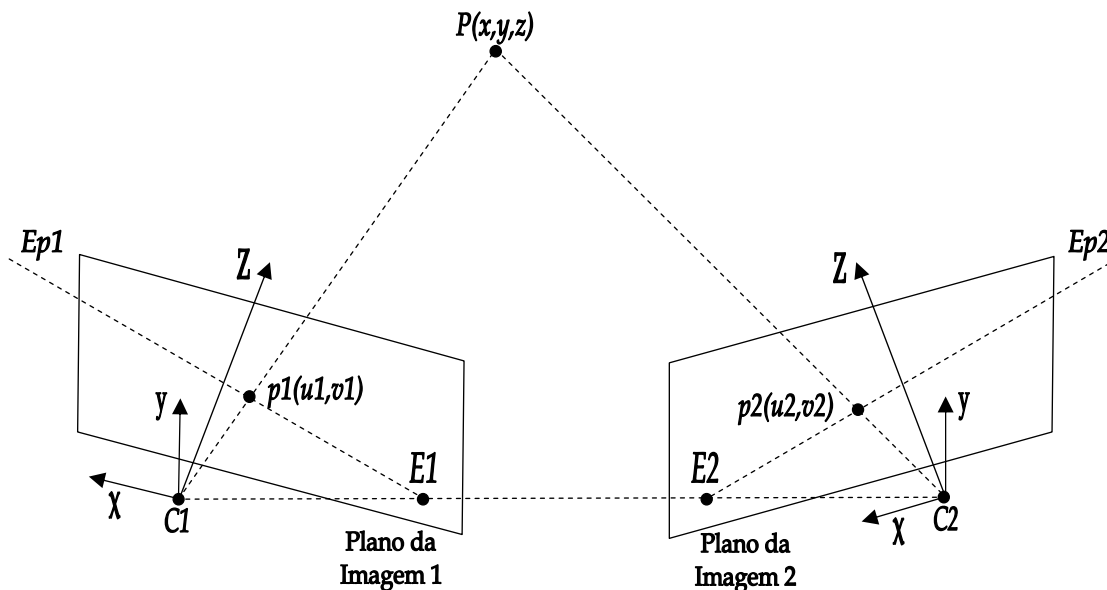 P(x,y,z)
Ep1
Ep2
Z
Z
p1(u1,v1)
p2(u2,v2)
y
y
E1
E2
X
C1
X
C2
Plano da
Imagem 1
Plano da
Imagem 2